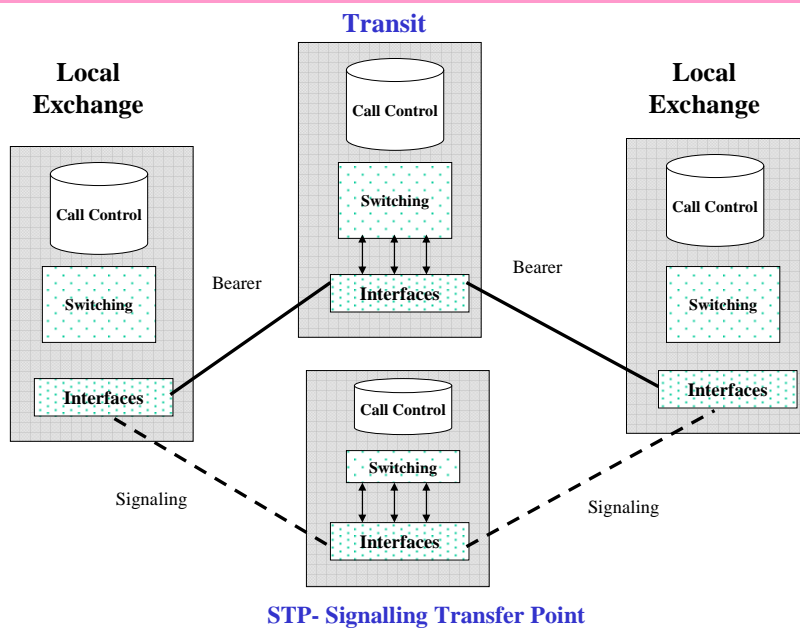 Transit
Local
Exchange
Call Control
Switching
Interfaces
Bearer
Call Control
Switching
Interfaces
Bearer
Local
Exchange
Call Control
Switching
Interfaces
Signaling
Call Control
Switching
Interfaces
Signaling
STP- Signalling Transfer Point